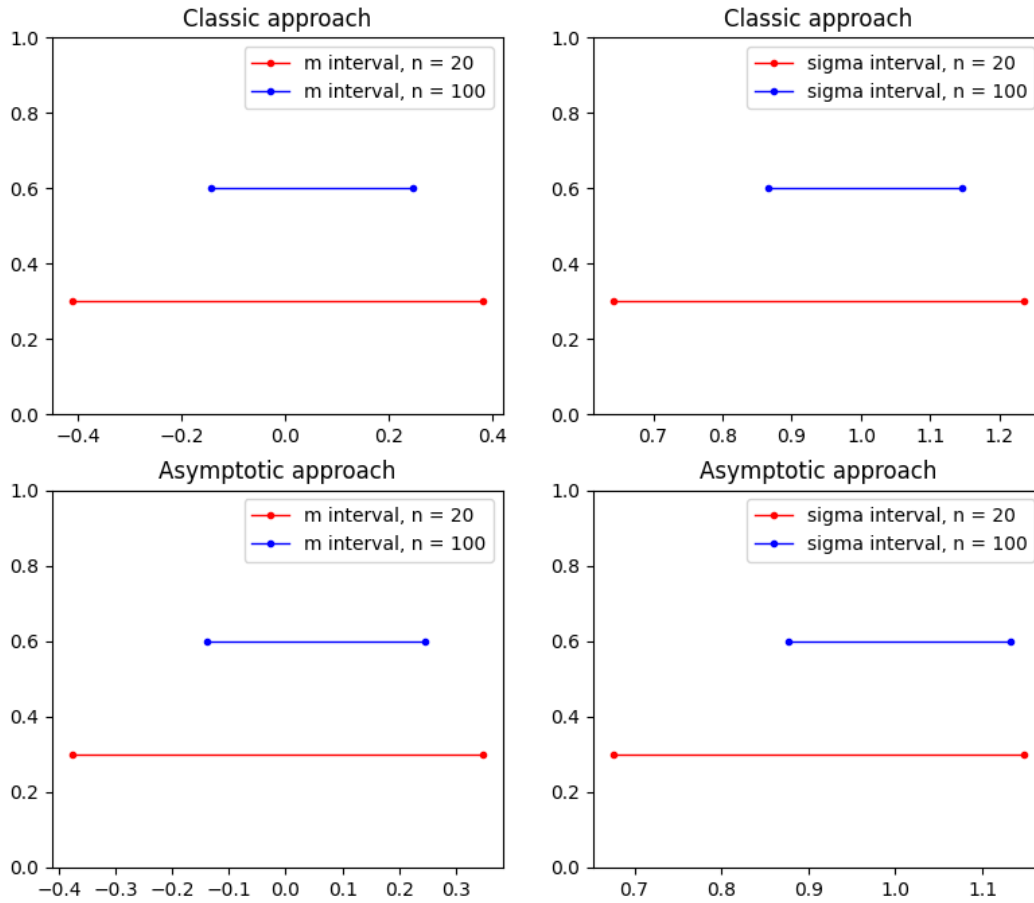 Classic approach
1.0
0.8
0.6
0.4
0.2
0.0
m interval, n = 20
m interval, n = 100
−0.4 −0.2 0.0 0.2 0.4
Classic approach
1.0
0.8
0.6
0.4
0.2
0.0
sigma interval, n = 20
sigma interval, n = 100
0.7 0.8 0.9 1.0 1.1 1.2
Asymptotic approach
1.0
0.8
0.6
0.4
0.2
0.0
m interval, n = 20
m interval, n = 100
−0.4 −0.3 −0.2 −0.1 0.0 0.1 0.2 0.3
Asymptotic approach
1.0
0.8
0.6
0.4
0.2
0.0
sigma interval, n = 20
sigma interval, n = 100
0.7 0.8 0.9 1.0 1.1